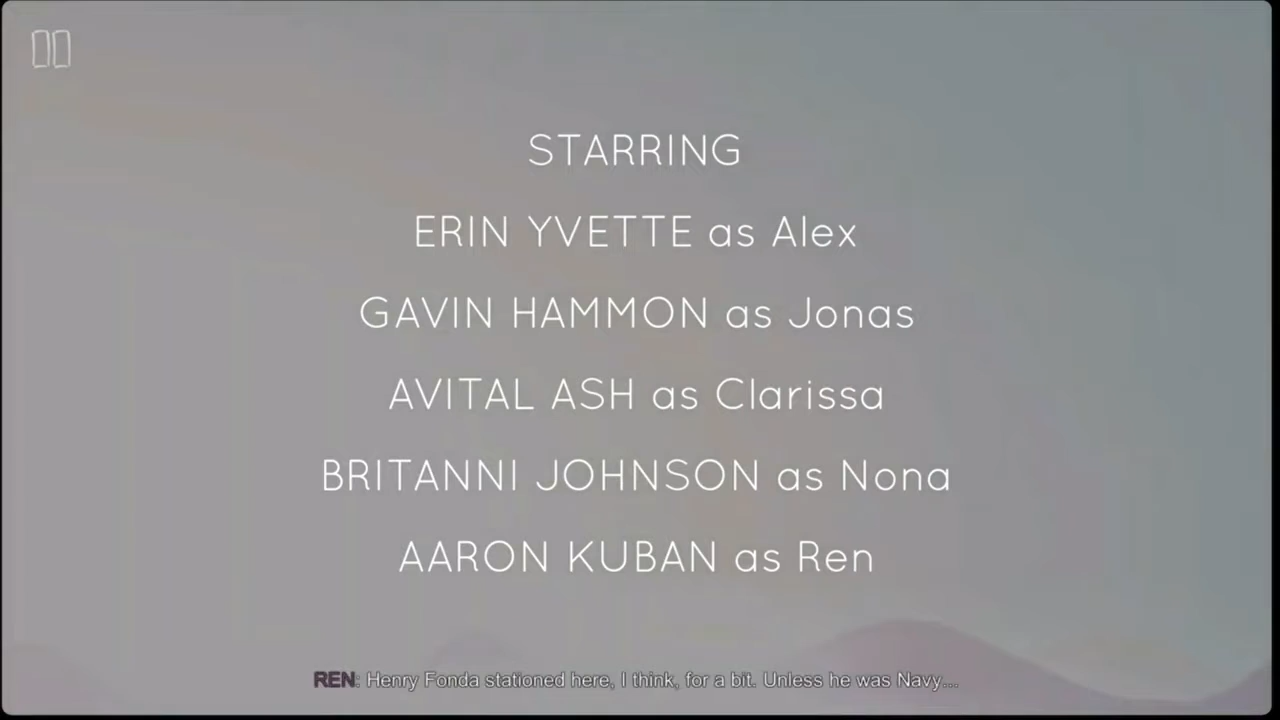 STARRING
ERIN YVETTE as Alex
GAVIN HAMMON as Jonas
AVITAL ASH as Clarissa
BRITANNI JOHNSON as Nona
AARON KUBAN as Ren
REN: Henry Fonda stationed here, I think, for a bit. Unless he was Navy...